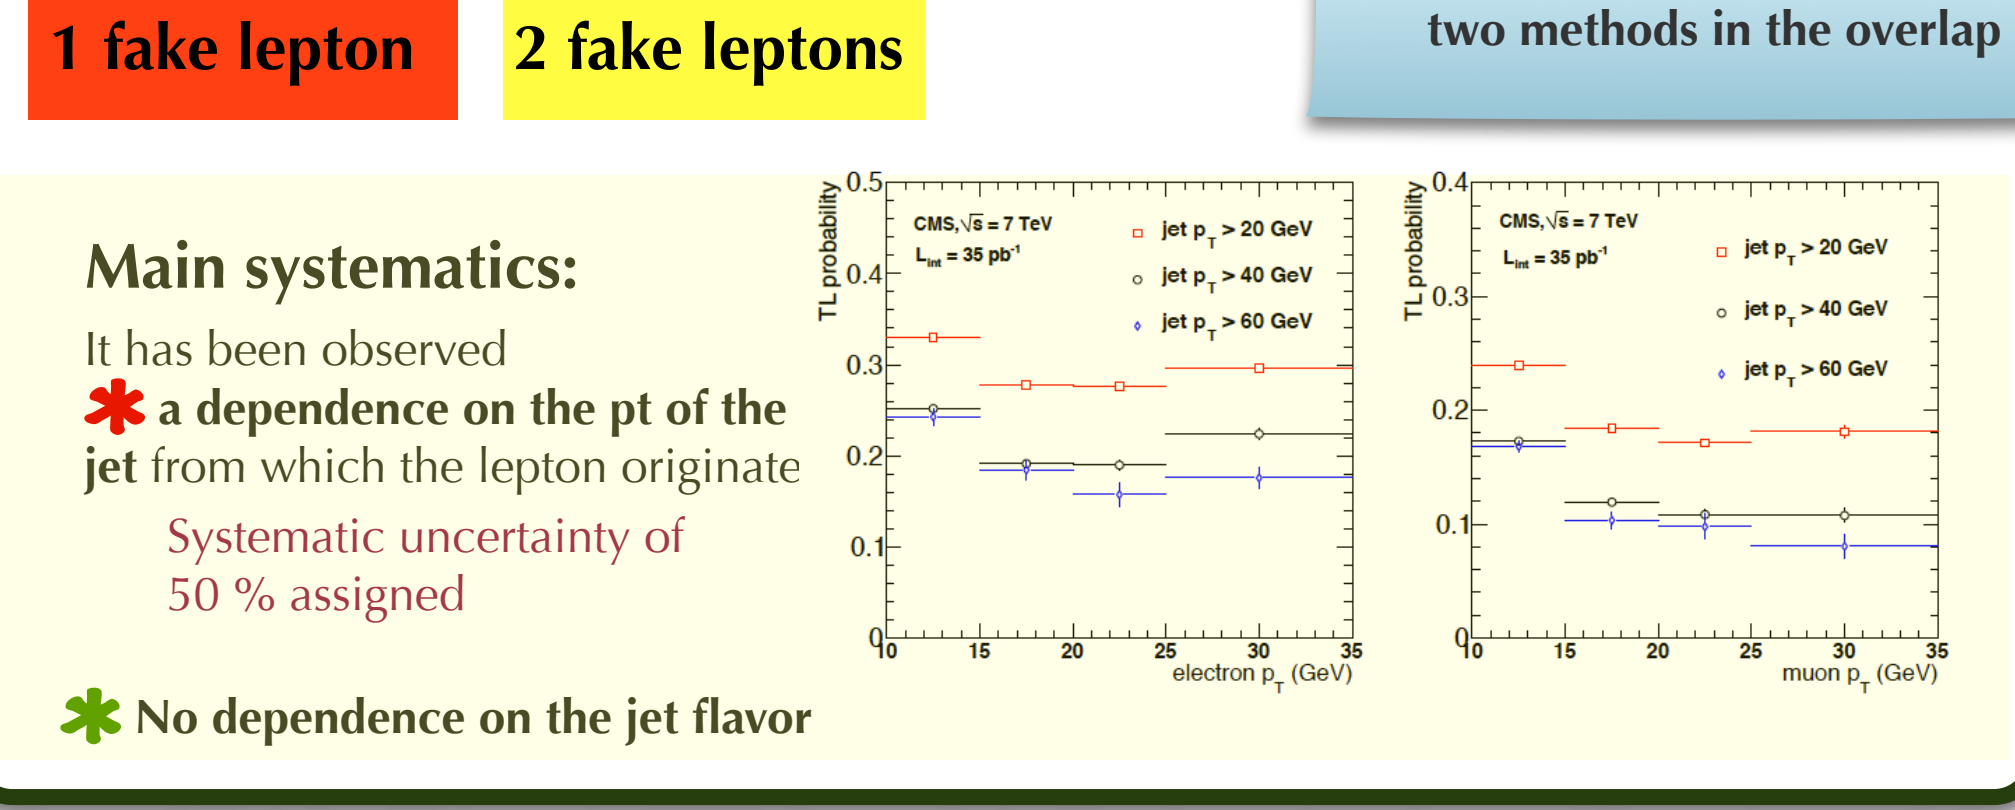 1 fake lepton
2 fake leptons
two methods in the overlap
Main systematics:
It has been observed
a dependence on the pt of the
jet from which the lepton originate
Systematic uncertainty of
50 % assigned
No dependence on the jet flavor
TL probability
0.5
0.4
0.3
0.2
0.1
0
CMS, √s = 7 TeV
L_int = 35 pb⁻¹
jet p_T > 20 GeV
jet p_T > 40 GeV
jet p_T > 60 GeV
10 15 20 25 30 35
electron p_T (GeV)
TL probability
0.4
0.3
0.2
0.1
0
CMS, √s = 7 TeV
L_int = 35 pb⁻¹
jet p_T > 20 GeV
jet p_T > 40 GeV
jet p_T > 60 GeV
10 15 20 25 30 35
muon p_T (GeV)